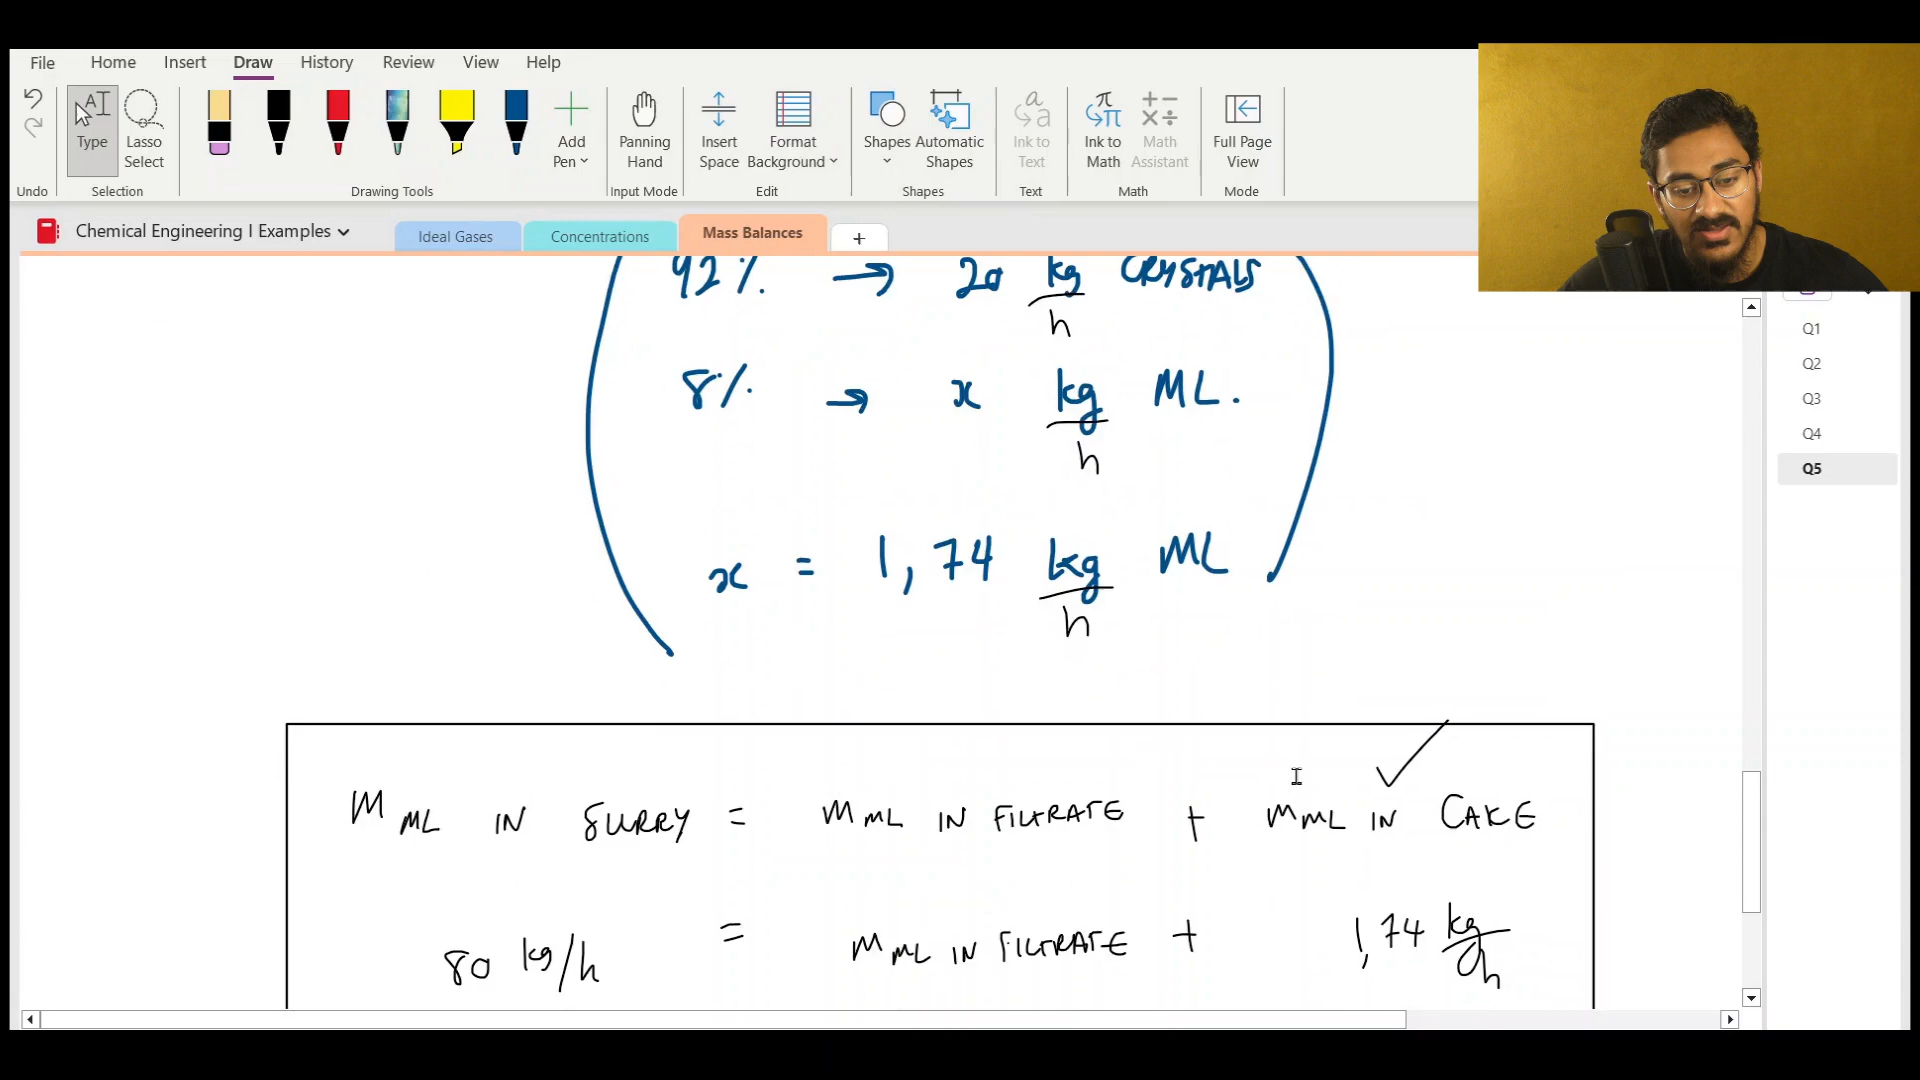 File Home Insert Draw History Review View Help
Type Lasso Select Add Pen Panning Hand Insert Space Format Background Shapes Automatic Shapes Ink to Text Ink to Math Math Assistant Full Page View
Undo Selection Drawing Tools Input Mode Edit Shapes Text Math Mode
Chemical Engineering I Examples Ideal Gases Concentrations Mass Balances +
92% → 20 kg/h CRYSTALS
8% → x kg/h ML.
x = 1,74 kg/h ML
M ML IN SURRY = M ML IN FILTRATE + M ML IN CAKE
80 kg/h = M ML IN FILTRATE + 1,74 kg/h
Q1
Q2
Q3
Q4
Q5